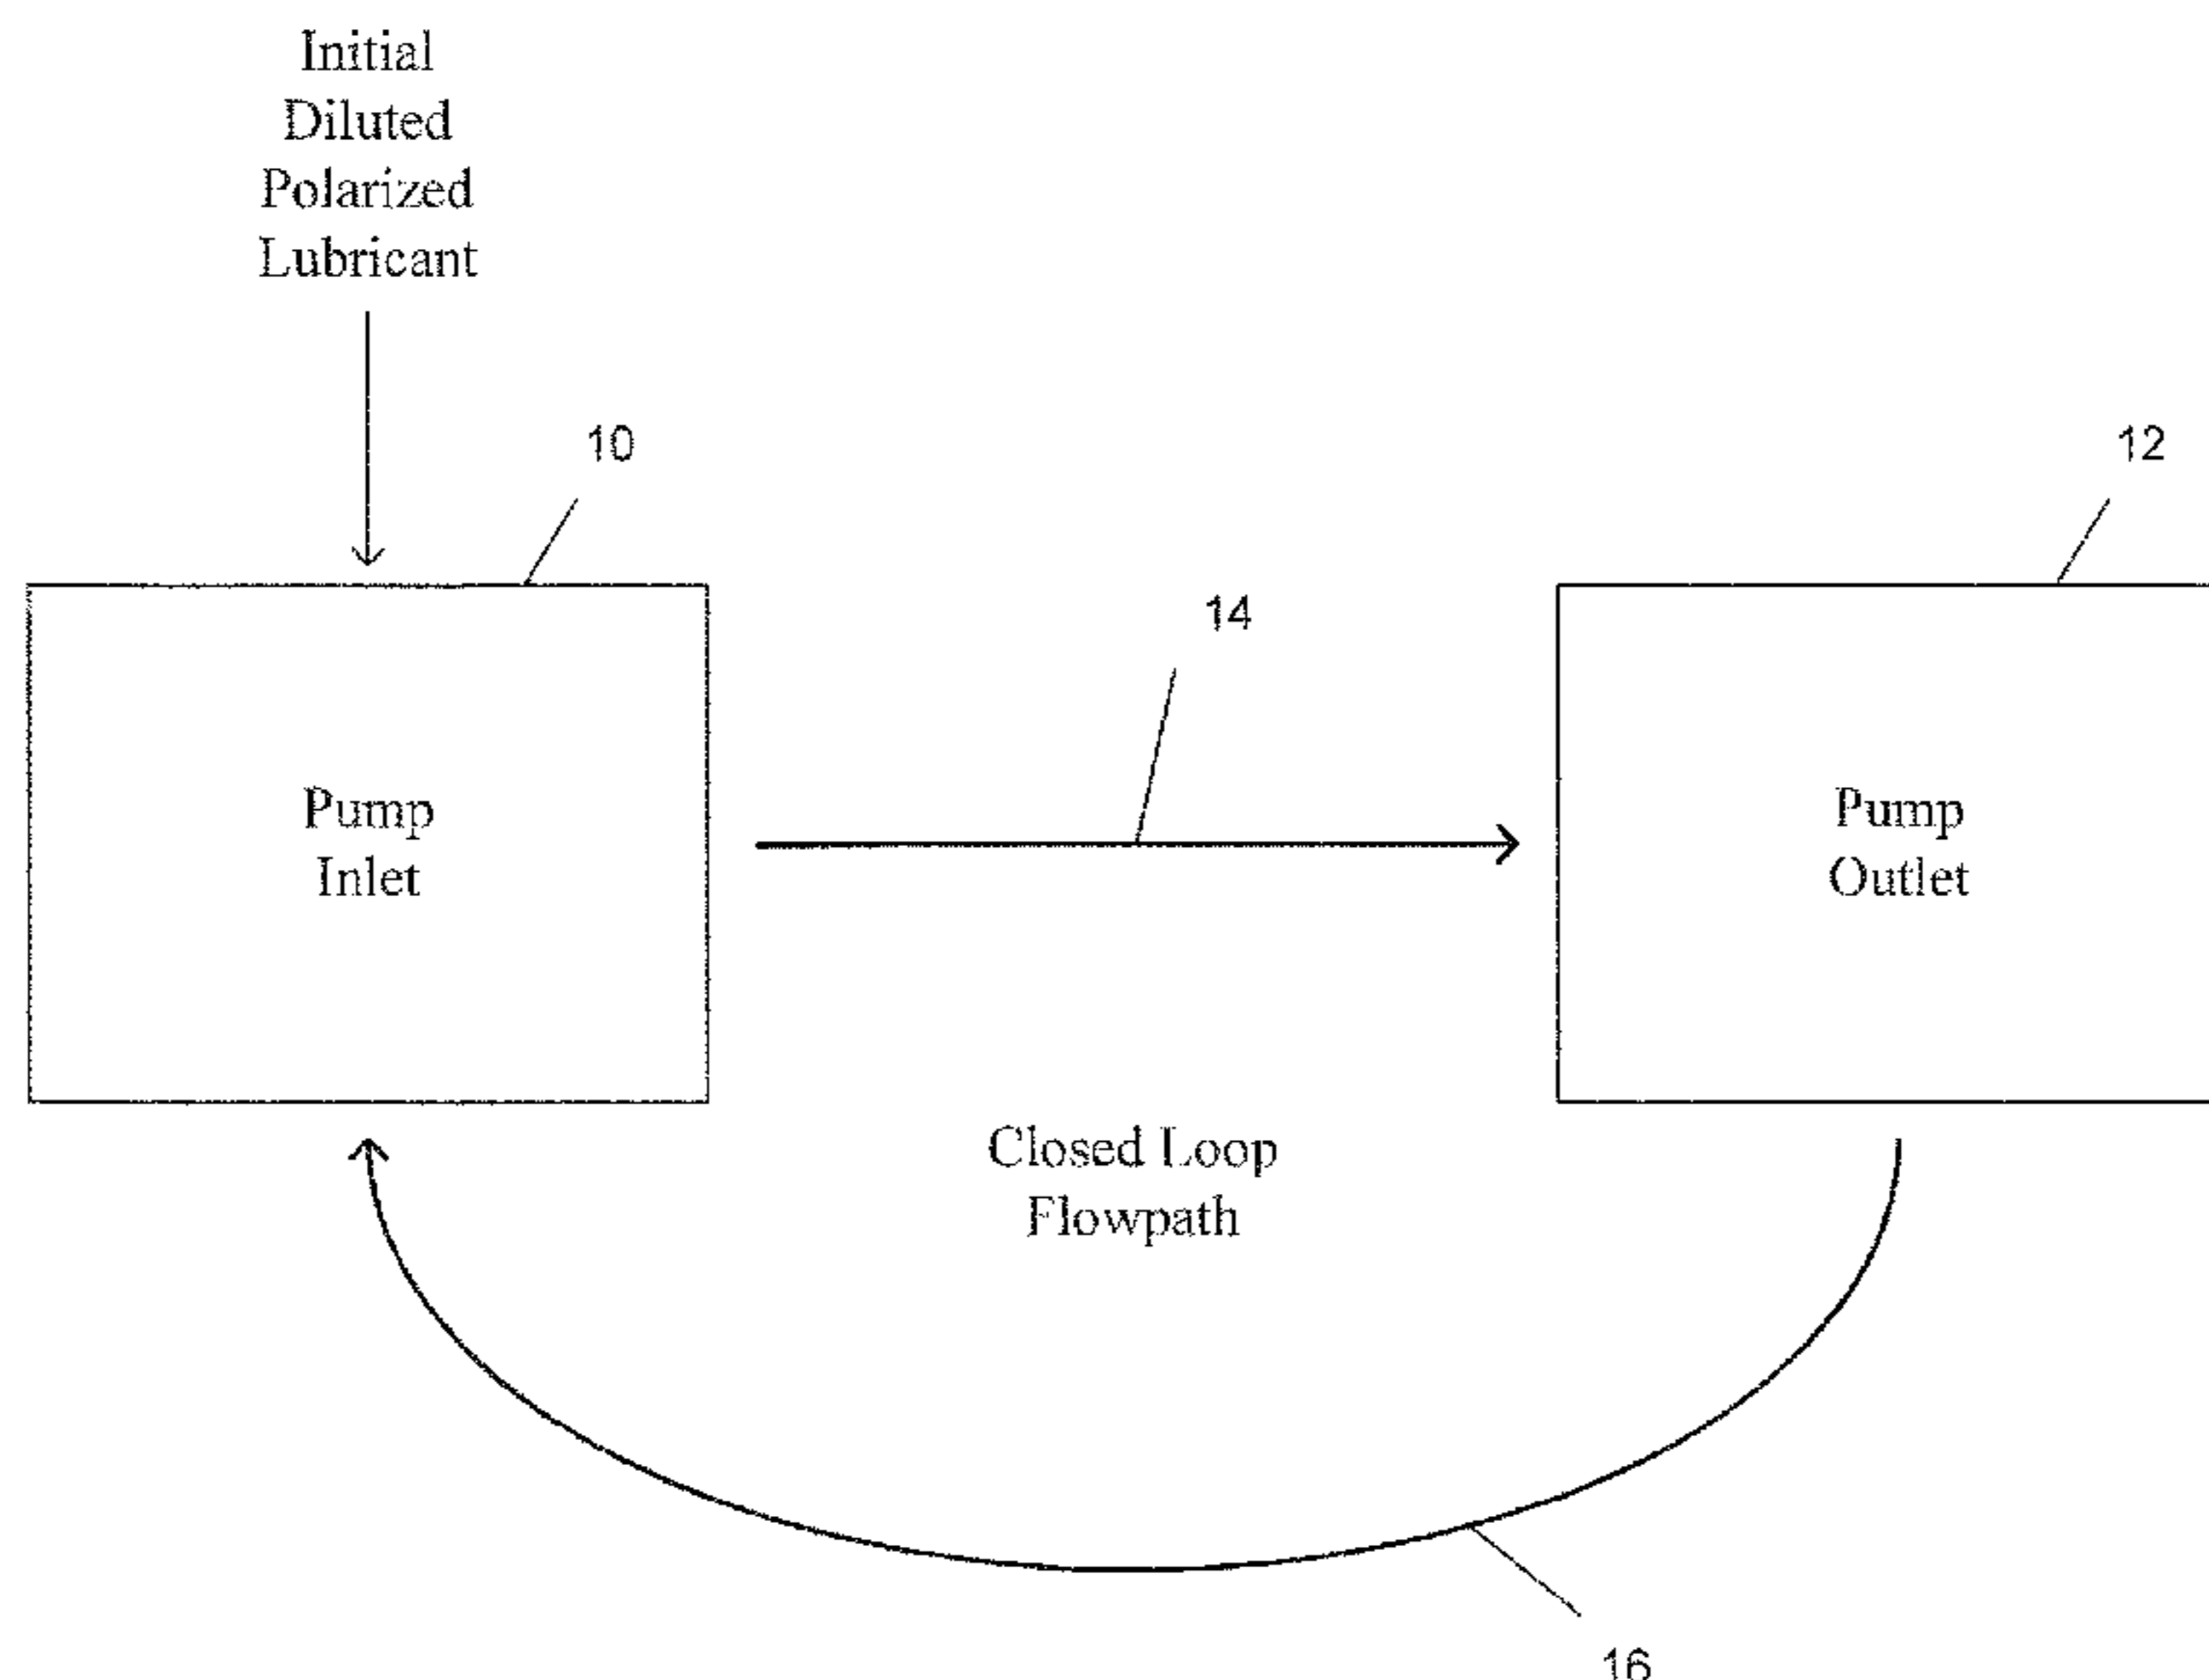 Initial
Diluted
Polarized
Lubricant
10
12
14
Pump
Inlet
Pump
Outlet
Closed Loop
Flowpath
16